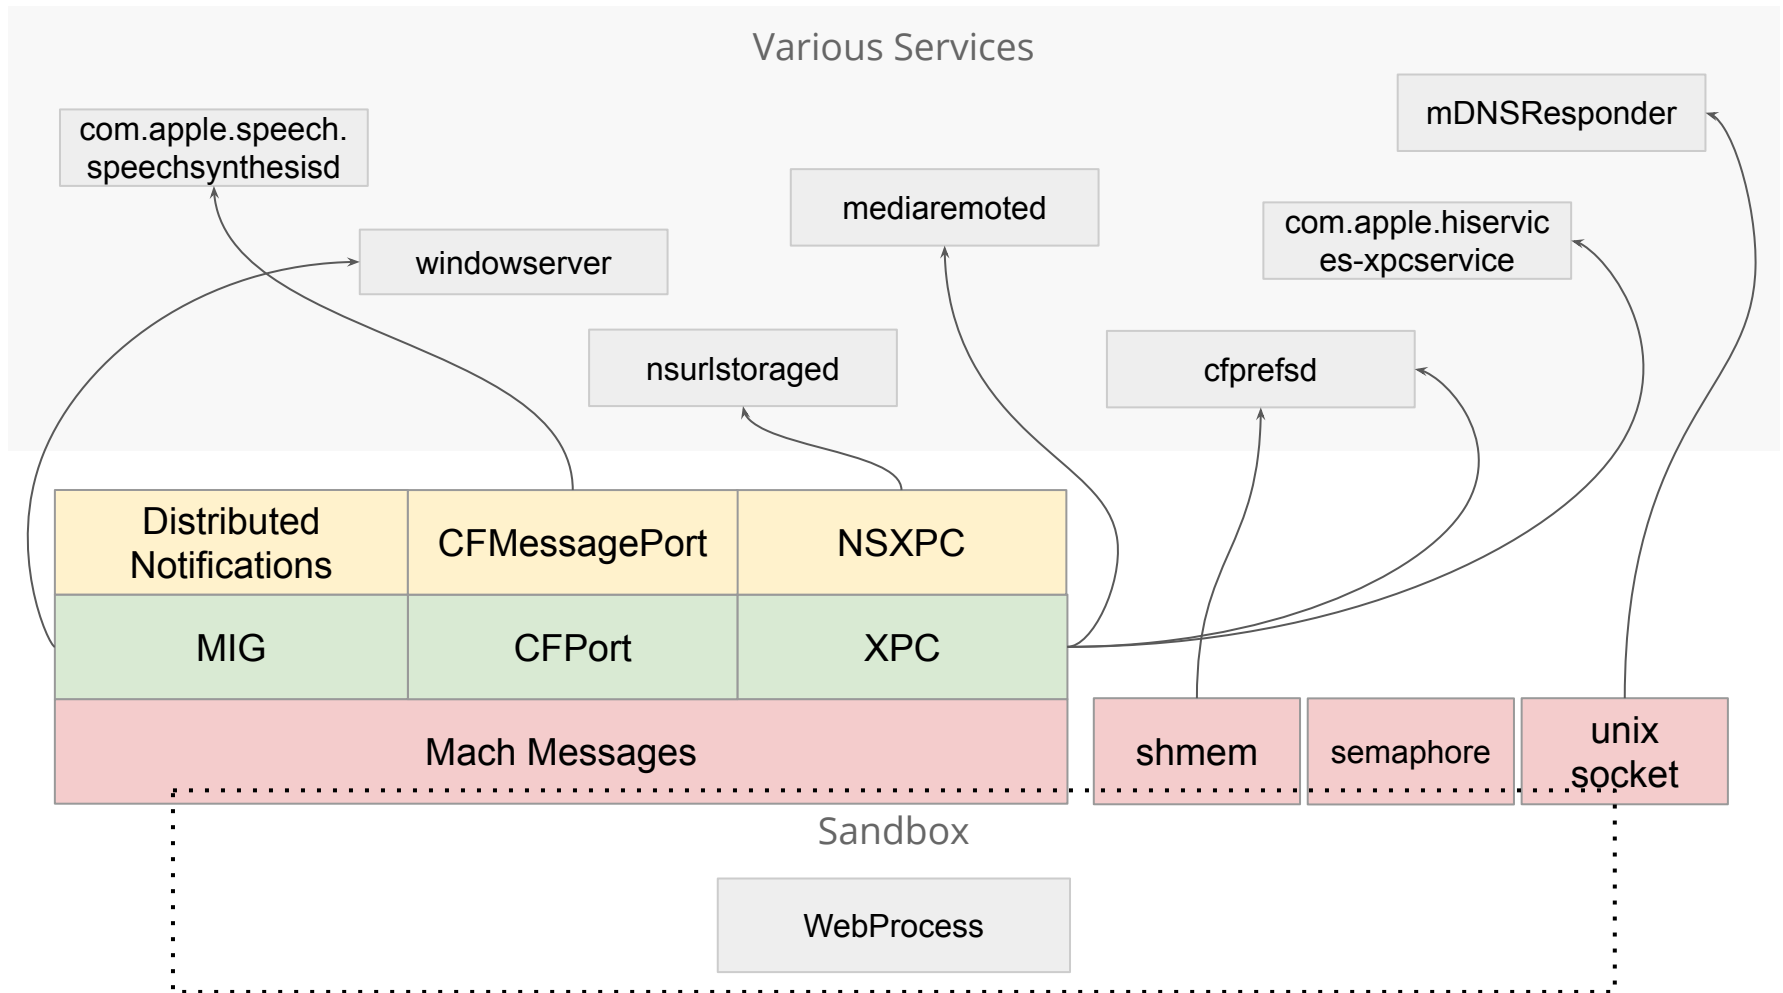 Various Services
mDNSResponder
com.apple.speech.
speechsynthesisd
mediaremoted
com.apple.hiservic
es-xpcservice
windowserver
nsurlstoraged
cfprefsd
Distributed
Notifications
CFMessagePort
NSXPC
MIG
CFPort
XPC
Mach Messages
shmem
semaphore
unix
socket
Sandbox
WebProcess